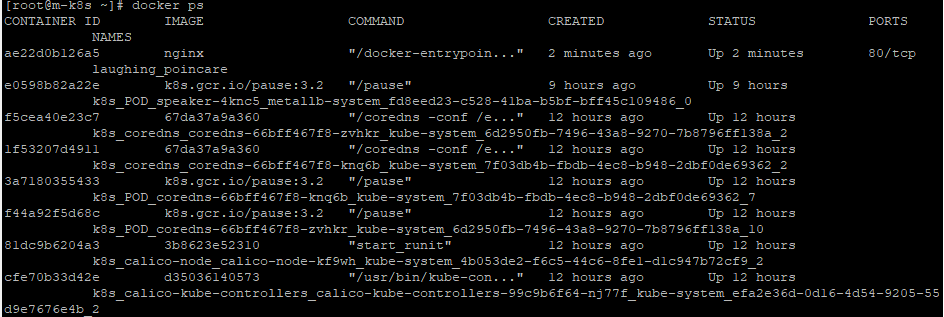 [root@m-k8s ~]# docker ps
CONTAINER ID IMAGE COMMAND CREATED STATUS PORTS
NAMES
ae22d0b126a5 nginx "/docker-entrypoin..." 2 minutes ago Up 2 minutes 80/tcp
laughing_poincare
e0598b82a22e k8s.gcr.io/pause:3.2 "/pause" 9 hours ago Up 9 hours
k8s_POD_speaker-4knc5_metallb-system_fd8eed23-c528-41ba-b5bf-bff45c109486_0
f5cea40e23c7 67da37a9a360 "/coredns -conf /e..." 12 hours ago Up 12 hours
k8s_coredns_coredns-66bff467f8-zvhkr_kube-system_6d2950fb-7496-43a8-9270-7b8796ff138a_2
1f53207d4911 67da37a9a360 "/coredns -conf /e..." 12 hours ago Up 12 hours
k8s_coredns_coredns-66bff467f8-knq6b_kube-system_7f03db4b-fbdb-4ec8-b948-2dbf0de69362_2
3a7180355433 k8s.gcr.io/pause:3.2 "/pause" 12 hours ago Up 12 hours
k8s_POD_coredns-66bff467f8-knq6b_kube-system_7f03db4b-fbdb-4ec8-b948-2dbf0de69362_7
f44a92f5d68c k8s.gcr.io/pause:3.2 "/pause" 12 hours ago Up 12 hours
k8s_POD_coredns-66bff467f8-zvhkr_kube-system_6d2950fb-7496-43a8-9270-7b8796ff138a_10
81dc9b6204a3 3b8623e52310 "start_runit" 12 hours ago Up 12 hours
k8s_calico-node_calico-node-kf9wh_kube-system_4b053de2-f6c5-44c6-8fe1-d1c947b72cf9_2
cfe70b33d42e d35036140573 "/usr/bin/kube-con..." 12 hours ago Up 12 hours
k8s_calico-kube-controllers_calico-kube-controllers-99c9b6f64-nj77f_kube-system_efa2e36d-0d16-4d54-9205-55
d9e7676e4b_2